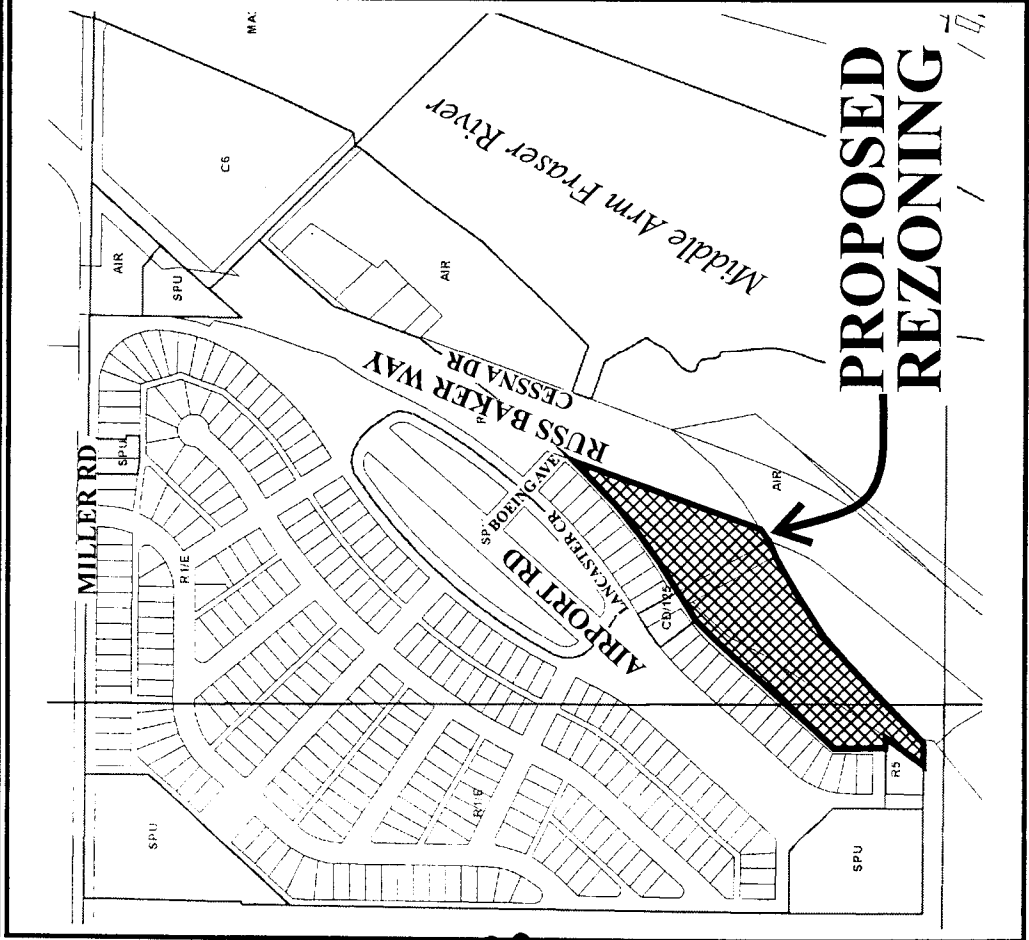 MA
C6
Middle Arm Fraser River
AIR
SPU
AIR
PROPOSED
REZONING
MILLER RD
SPU
R1/E
RUSS BAKER WAY
CESSNA DR
BOEING AVE
SP
LANCASTER CR
AIRPORT RD
CD/125
AIR
R1/E
R5
SPU
SPU